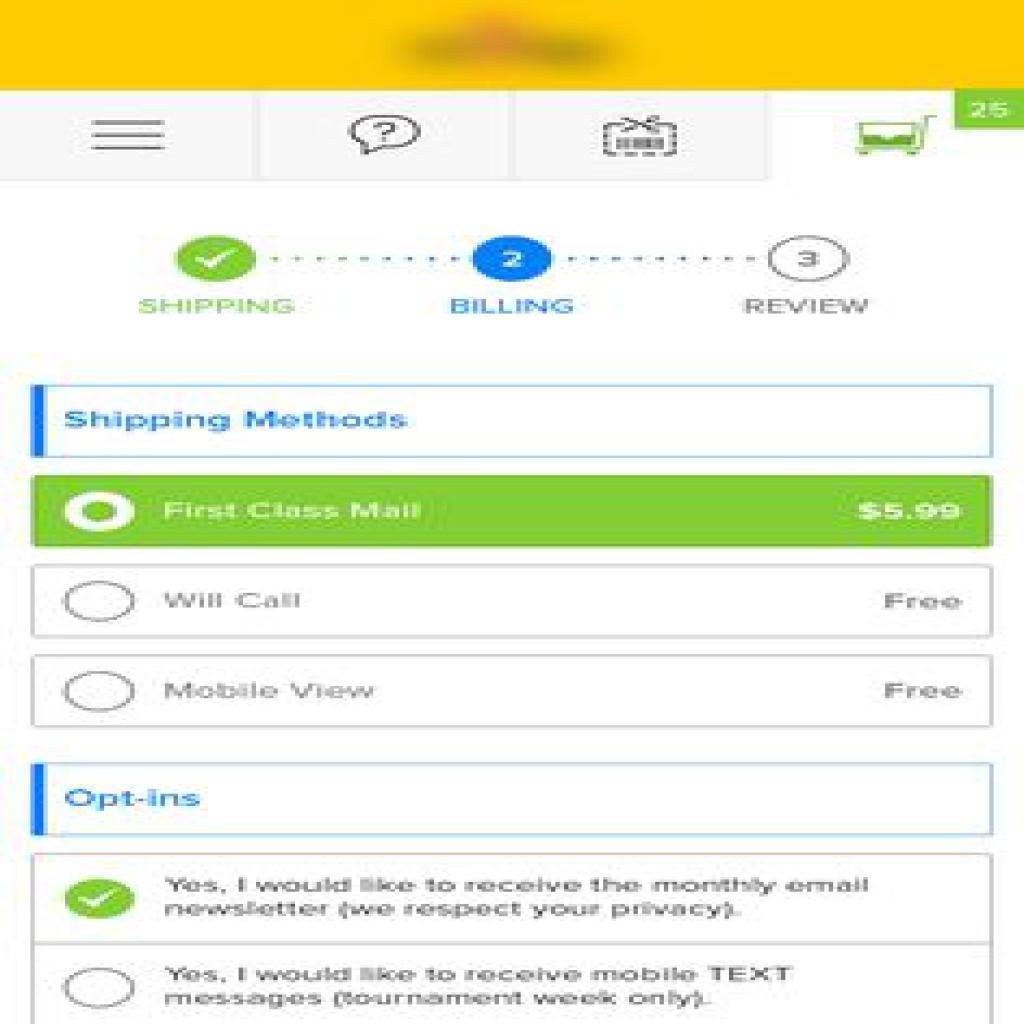 25
?
2
3
SHIPPING
BILLING
REVIEW
Shipping Methods
First Class Mail $5.99
Will Call Free
Mobile View Free
Opt-ins
Yes, I would like to receive the monthly email
newsletter (we respect your privacy).
Yes, I would like to receive mobile TEXT
messages (tournament week only).